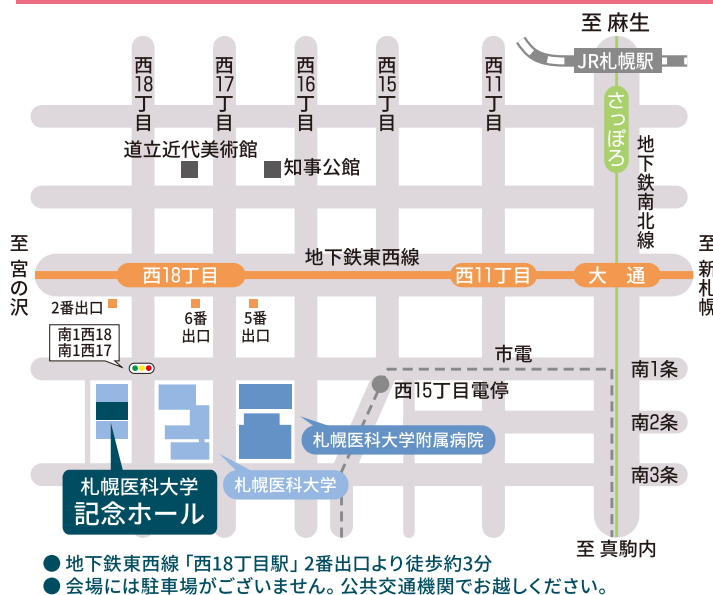 至 麻生
JR札幌駅
西18丁目
西17丁目
西16丁目
西15丁目
西11丁目
さっぽろ
地下鉄南北線
道立近代美術館
知事公館
至 宮の沢
地下鉄東西線
至 新札幌
西18丁目
西11丁目
大 通
2番出口
6番
出口
5番
出口
南1西18
南1西17
市電
南1条
西15丁目電停
南2条
札幌医科大学附属病院
南3条
札幌医科大学
札幌医科大学
記念ホール
至 真駒内
● 地下鉄東西線「西18丁目駅」2番出口より徒歩約3分
● 会場には駐車場がございません。公共交通機関でお越しください。